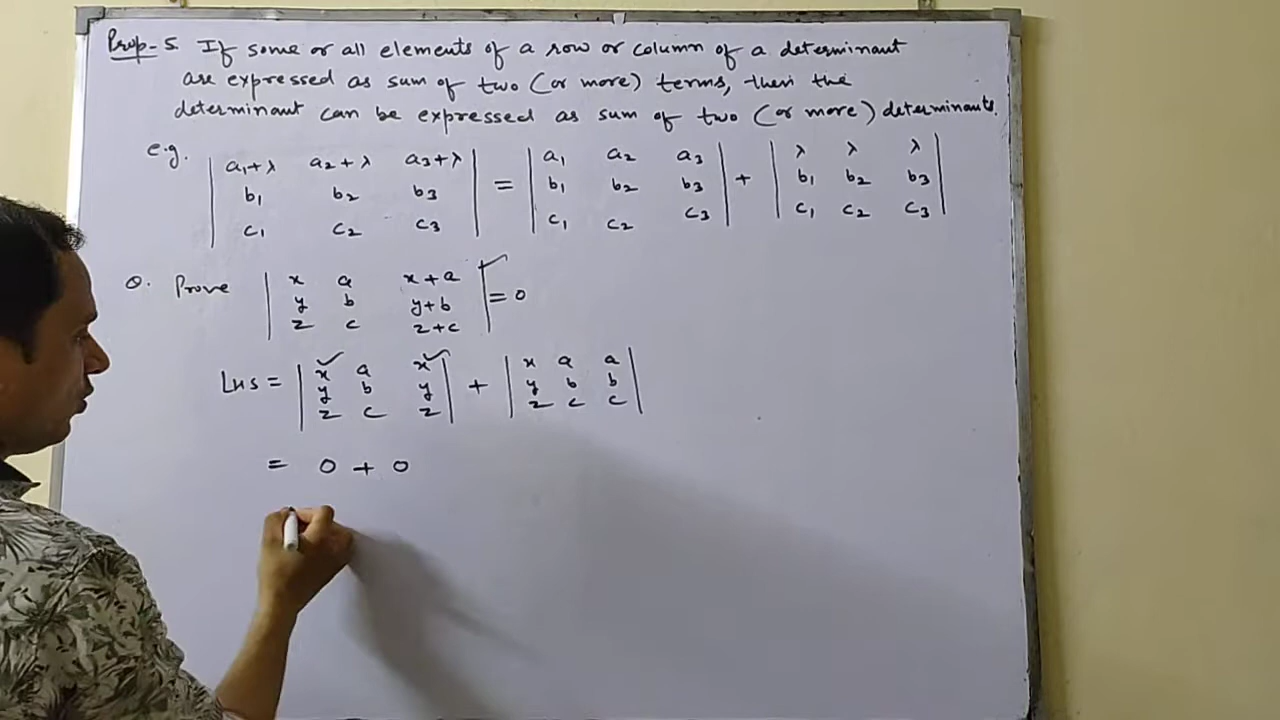 Prop-5. If some or all elements of a row or column of a determinant
are expressed as sum of two (or more) terms, then the
determinant can be expressed as sum of two (or more) determinants.
e.g. | a₁+λ a₂+λ a₃+λ | = | a₁ a₂ a₃ | + | λ λ λ |
| b₁ b₂ b₃ | | b₁ b₂ b₃ | | b₁ b₂ b₃ |
| c₁ c₂ c₃ | | c₁ c₂ c₃ | | c₁ c₂ c₃ |
Q. Prove | x a x+a | = 0
| y b y+b |
| z c z+c |
LHS = | x a x | + | x a a |
| y b y | | y b b |
| z c z | | z c c |
= 0 + 0